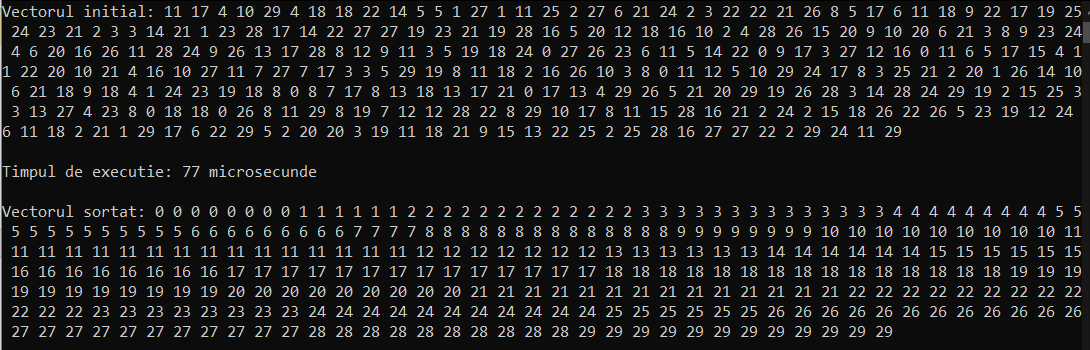 Vectorul initial: 11 17 4 10 29 4 18 18 22 14 5 5 1 27 1 11 25 2 27 6 21 24 2 3 22 22 21 26 8 5 17 6 11 18 9 22 17 19 25
24 23 21 2 3 3 14 21 1 23 28 17 14 22 27 27 19 23 21 19 28 16 5 20 12 18 16 10 2 4 28 26 15 20 9 10 20 6 21 3 8 9 23 24
4 6 20 16 26 11 28 24 9 26 13 17 28 8 12 9 11 3 5 19 18 24 0 27 26 23 6 11 5 14 22 0 9 17 3 27 12 16 0 11 6 5 17 15 4 1
1 22 20 10 21 4 16 10 27 11 7 27 7 17 3 3 5 29 19 8 11 18 2 16 26 10 3 8 0 11 12 5 10 29 24 17 8 3 25 21 2 20 1 26 14 10
6 21 18 9 18 4 1 24 23 19 18 8 0 8 7 17 8 13 18 13 17 21 0 17 13 4 29 26 5 21 20 29 19 26 28 3 14 28 24 29 19 2 15 25 3
3 13 27 4 23 8 0 18 18 0 26 8 11 29 8 19 7 12 12 28 22 8 29 10 17 8 11 15 28 16 21 2 24 2 15 18 26 22 26 5 23 19 12 24
6 11 18 2 21 1 29 17 6 22 29 5 2 20 20 3 19 11 18 21 9 15 13 22 25 2 25 28 16 27 27 22 2 29 24 11 29
Timpul de executie: 77 microsecunde
Vectorul sortat: 0 0 0 0 0 0 0 0 1 1 1 1 1 1 2 2 2 2 2 2 2 2 2 2 2 2 2 3 3 3 3 3 3 3 3 3 3 3 3 3 3 4 4 4 4 4 4 4 4 4 5 5
5 5 5 5 5 5 5 5 5 5 6 6 6 6 6 6 6 6 6 7 7 7 7 8 8 8 8 8 8 8 8 8 8 8 8 8 8 9 9 9 9 9 9 9 9 10 10 10 10 10 10 10 10 10 11
11 11 11 11 11 11 11 11 11 11 11 11 11 11 11 12 12 12 12 12 12 12 13 13 13 13 13 13 14 14 14 14 14 14 15 15 15 15 15 15
16 16 16 16 16 16 16 16 17 17 17 17 17 17 17 17 17 17 17 17 17 17 18 18 18 18 18 18 18 18 18 18 18 18 18 18 18 19 19 19
19 19 19 19 19 19 19 19 20 20 20 20 20 20 20 20 20 21 21 21 21 21 21 21 21 21 21 21 21 21 21 22 22 22 22 22 22 22 22 22
22 22 22 23 23 23 23 23 23 23 23 24 24 24 24 24 24 24 24 24 24 24 25 25 25 25 25 25 26 26 26 26 26 26 26 26 26 26 26 26
27 27 27 27 27 27 27 27 27 27 27 28 28 28 28 28 28 28 28 28 28 29 29 29 29 29 29 29 29 29 29 29 29